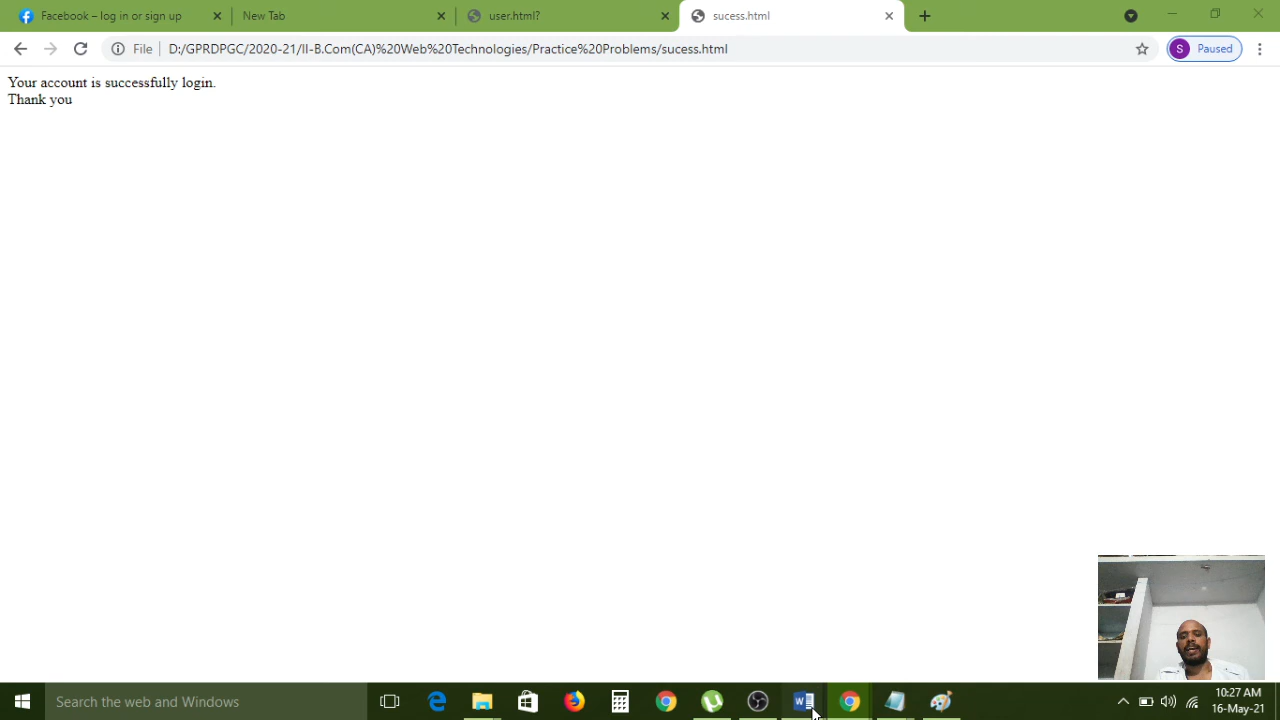 Facebook – log in or sign up
New Tab
user.html?
sucess.html
File
D:/GPRDPGC/2020-21/II-B.Com(CA)%20Web%20Technologies/Practice%20Problems/sucess.html
S
Paused
Your account is successfully login.
Thank you
Search the web and Windows
10:27 AM
16-May-21